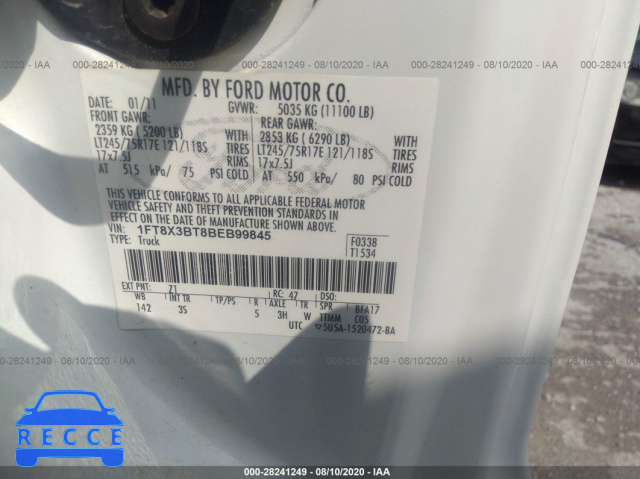 000-28241249 - 08/10/2020 - IAA
MFD. BY FORD MOTOR CO.
DATE: 01/11
GVWR: 5035 KG (11100 LB)
FRONT GAWR:
REAR GAWR:
2359 KG ( 5200 LB) WITH
2853 KG ( 6290 LB) WITH
LT245/75R17E 121/118S TIRES
LT245/75R17E 121/118S TIRES
17x7.5J RIMS
17x7.5J RIMS
AT 515 kPa/ 75 PSI COLD
AT 550 kPa/ 80 PSI COLD
THIS VEHICLE CONFORMS TO ALL APPLICABLE FEDERAL MOTOR
VEHICLE SAFETY AND THEFT PREVENTION STANDARDS IN
EFFECT ON THE DATE OF MANUFACTURE SHOWN ABOVE.
VIN: 1FT8X3BT8BEB99845
TYPE: Truck
F0338
T1534
EXT PNT: Z1 RC: 47 DSO:
WB INT TR TP/PS R AXLE TR SPR BFA17
142 3S 5 3H W TTMM C05
UTC ▽5U5A-1520472-BA
RECCE
000-28241249 - 08/10/2020 - IAA